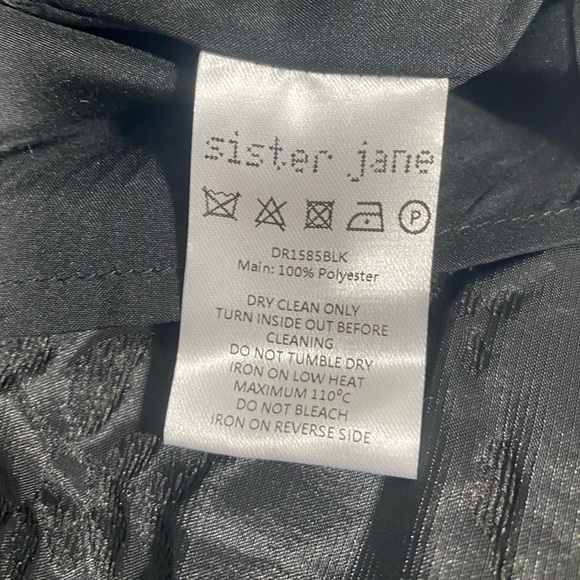 sister jane
P
DR1585BLK
Main: 100% Polyester
DRY CLEAN ONLY
TURN INSIDE OUT BEFORE
CLEANING
DO NOT TUMBLE DRY
IRON ON LOW HEAT
MAXIMUM 110°C
DO NOT BLEACH
IRON ON REVERSE SIDE